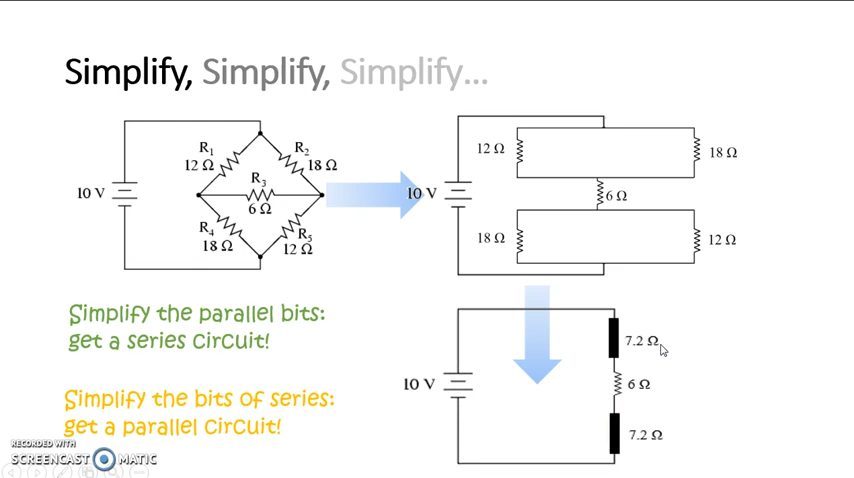 Simplify, Simplify, Simplify...
R₁
12 Ω
R₂
18 Ω
R₃
6 Ω
10 V
R₄
18 Ω
R₅
12 Ω
10 V
12 Ω
18 Ω
6 Ω
18 Ω
12 Ω
Simplify the parallel bits:
get a series circuit!
Simplify the bits of series:
get a parallel circuit!
10 V
7.2 Ω
6 Ω
7.2 Ω
RECORDED WITH
SCREENCAST MATIC